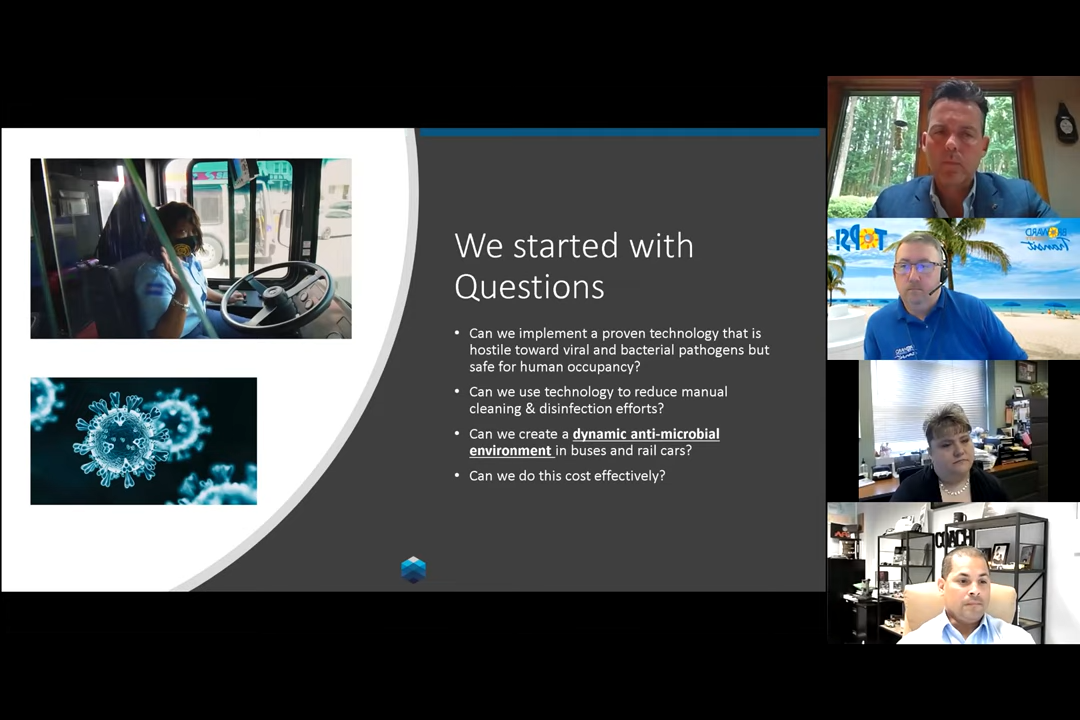 We started with
Questions
• Can we implement a proven technology that is
hostile toward viral and bacterial pathogens but
safe for human occupancy?
• Can we use technology to reduce manual
cleaning & disinfection efforts?
• Can we create a dynamic anti-microbial
environment in buses and rail cars?
• Can we do this cost effectively?
ToPS!
BROWARD
Transit
COACH